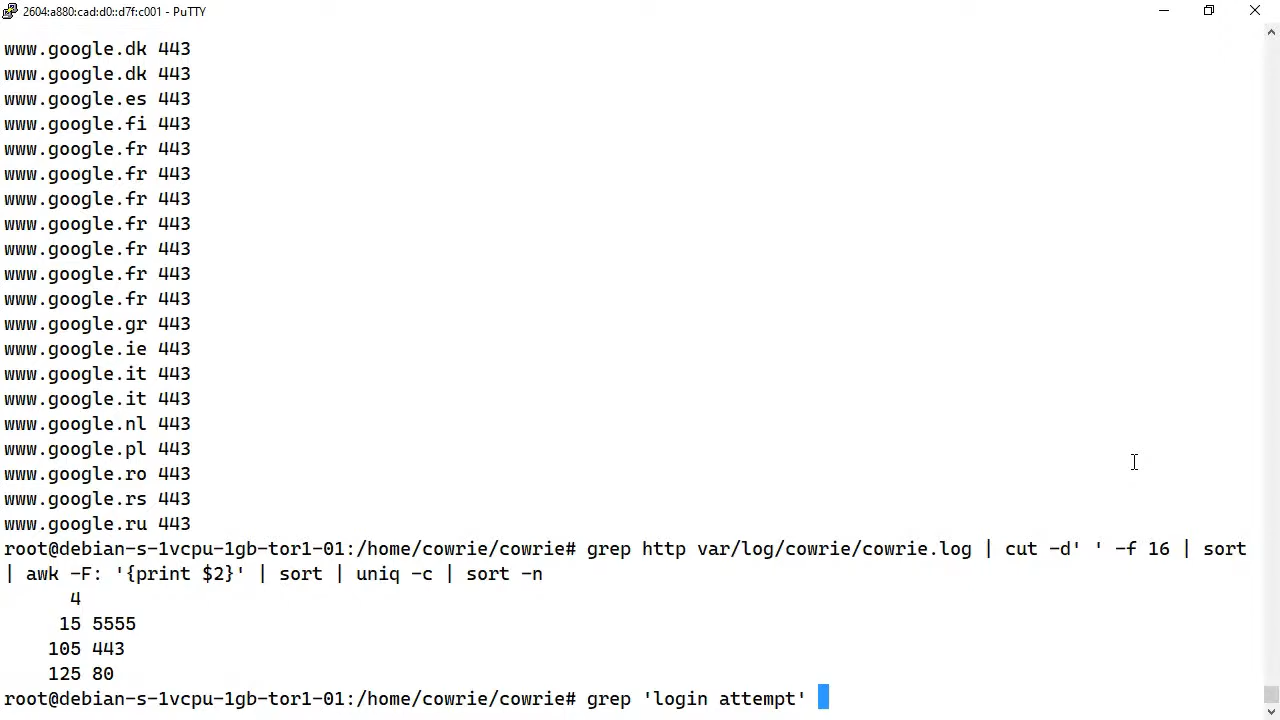 2604:a880:cad:d0::d7f:c001 - PuTTY
www.google.dk 443
www.google.dk 443
www.google.es 443
www.google.fi 443
www.google.fr 443
www.google.fr 443
www.google.fr 443
www.google.fr 443
www.google.fr 443
www.google.fr 443
www.google.fr 443
www.google.gr 443
www.google.ie 443
www.google.it 443
www.google.it 443
www.google.nl 443
www.google.pl 443
www.google.ro 443
www.google.rs 443
www.google.ru 443
root@debian-s-1vcpu-1gb-tor1-01:/home/cowrie/cowrie# grep http var/log/cowrie/cowrie.log | cut -d' ' -f 16 | sort
| awk -F: '{print $2}' | sort | uniq -c | sort -n
4
15 5555
105 443
125 80
root@debian-s-1vcpu-1gb-tor1-01:/home/cowrie/cowrie# grep 'login attempt'